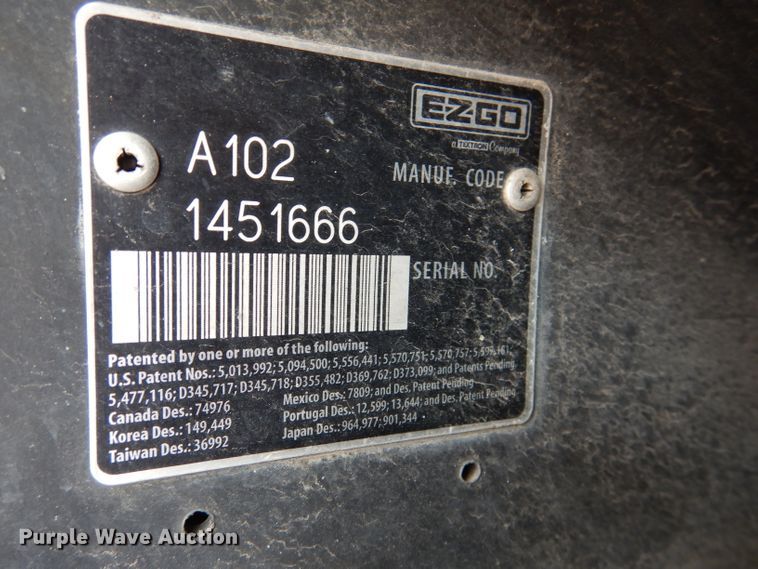 EZGO
a TEXTRON Company
A102 MANUF. CODE
1451666
SERIAL NO.
Patented by one or more of the following:
U.S. Patent Nos.: 5,013,992; 5,094,500; 5,556,441; 5,570,751; 5,570,757; 5,599,161;
5,477,116; D345,717; D345,718; D355,482; D369,762; D373,099; and Patents Pending
Canada Des.: 74976 Mexico Des.: 7809; and Des. Patent Pending
Korea Des.: 149,449 Portugal Des.: 12,599; 13,644; and Des. Patent Pending
Taiwan Des.: 36992 Japan Des.: 964,977; 901,344
Purple Wave Auction